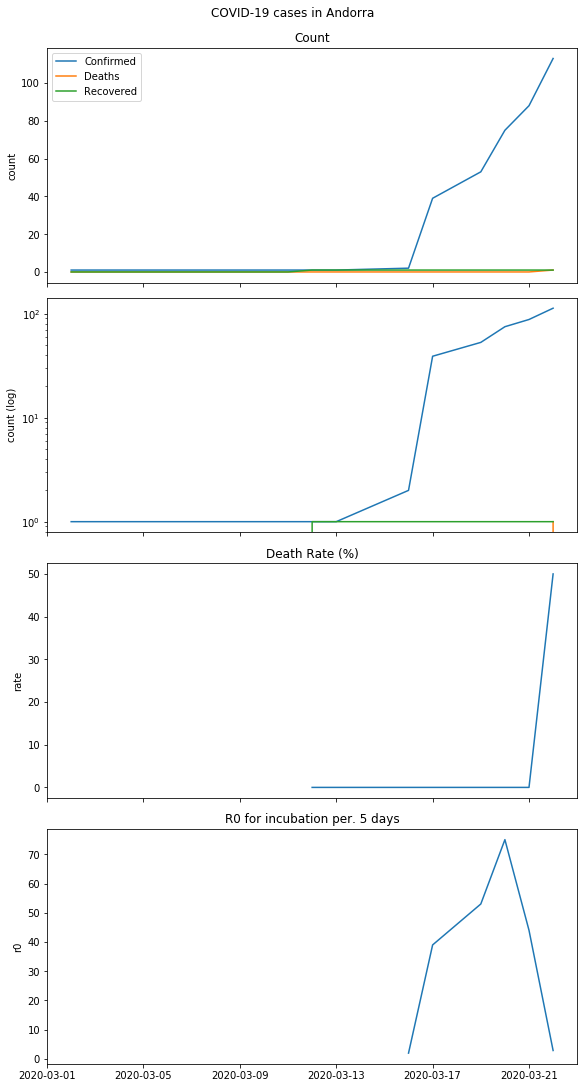 COVID-19 cases in Andorra
Count
Confirmed
Deaths
Recovered
100
80
60
40
20
0
count
10²
10¹
10⁰
count (log)
Death Rate (%)
50
40
30
20
10
0
rate
R0 for incubation per. 5 days
70
60
50
40
30
20
10
0
r0
2020-03-01 2020-03-05 2020-03-09 2020-03-13 2020-03-17 2020-03-21